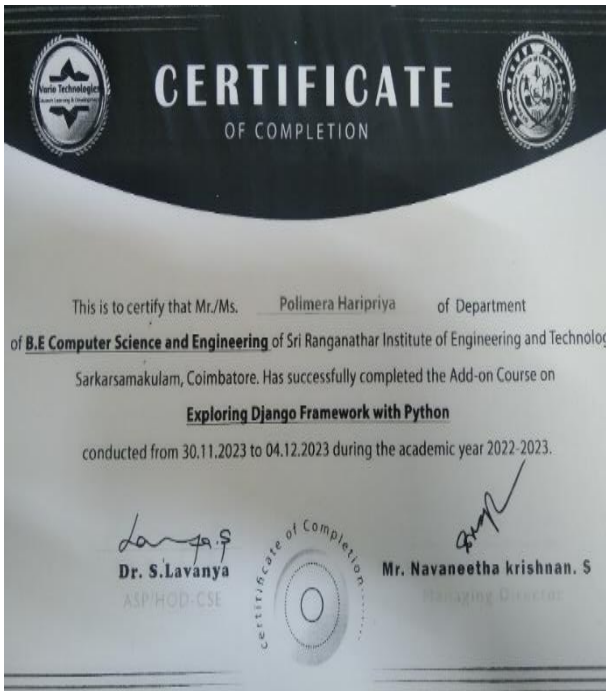 CERTIFICATE
OF COMPLETION
Vario Technologies
This is to certify that Mr./Ms. Polimera Haripriya of Department
of B.E Computer Science and Engineering of Sri Ranganathar Institute of Engineering and Technolog
Sarkarsamakulam, Coimbatore. Has successfully completed the Add-on Course on
Exploring Django Framework with Python
conducted from 30.11.2023 to 04.12.2023 during the academic year 2022-2023.
Dr. S.Lavanya
ASP/HOD-CSE
Certificate of Completion
Mr. Navaneetha krishnan. S
Managing Director